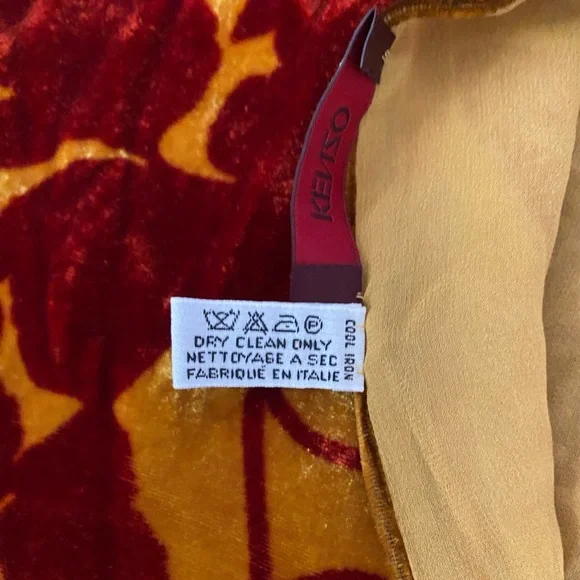 KENZO
DRY CLEAN ONLY
NETTOYAGE A SEC
FABRIQUÉ EN ITALIE
COOL IRON